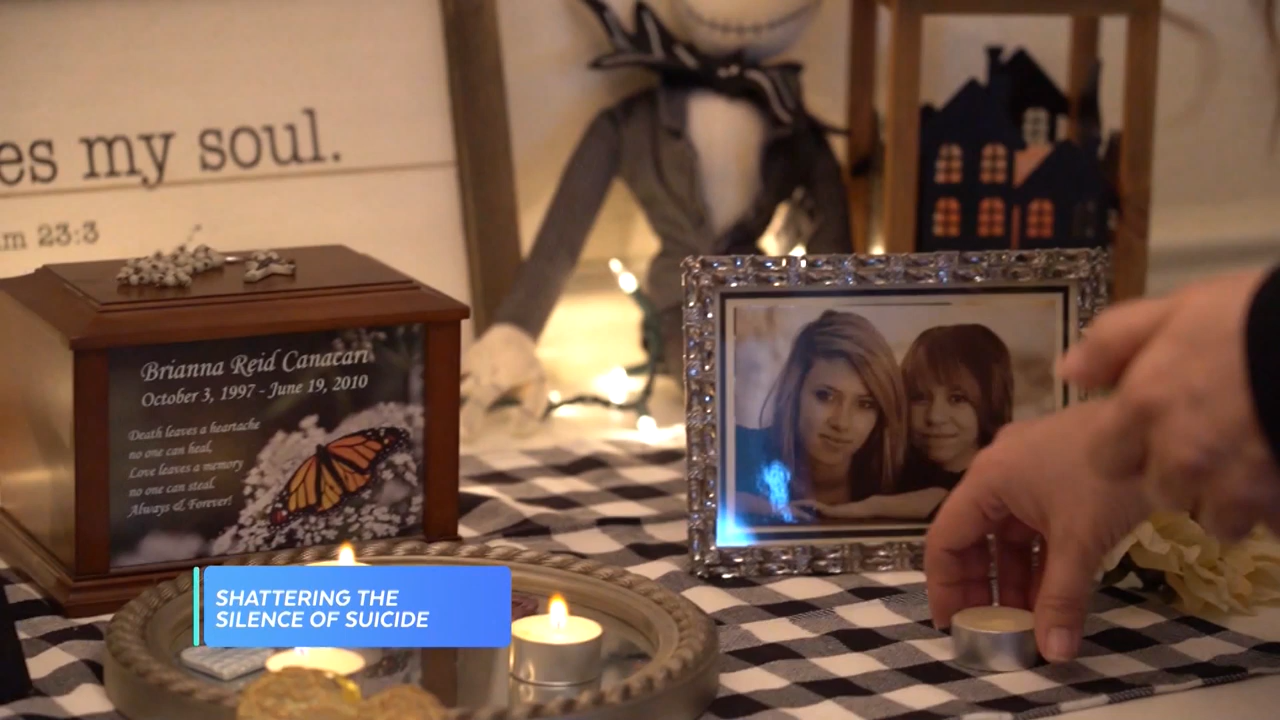 es my soul.
m 23:3
Brianna Reid Canacari
October 3, 1997 - June 19, 2010
Death leaves a heartache
no one can heal,
Love leaves a memory
no one can steal,
Always & Forever!
SHATTERING THE
SILENCE OF SUICIDE